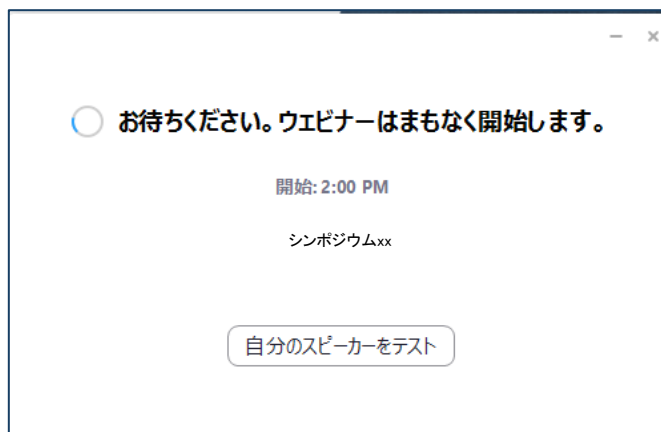 お待ちください。ウェビナーはまもなく開始します。
開始: 2:00 PM
シンポジウムxx
自分のスピーカーをテスト